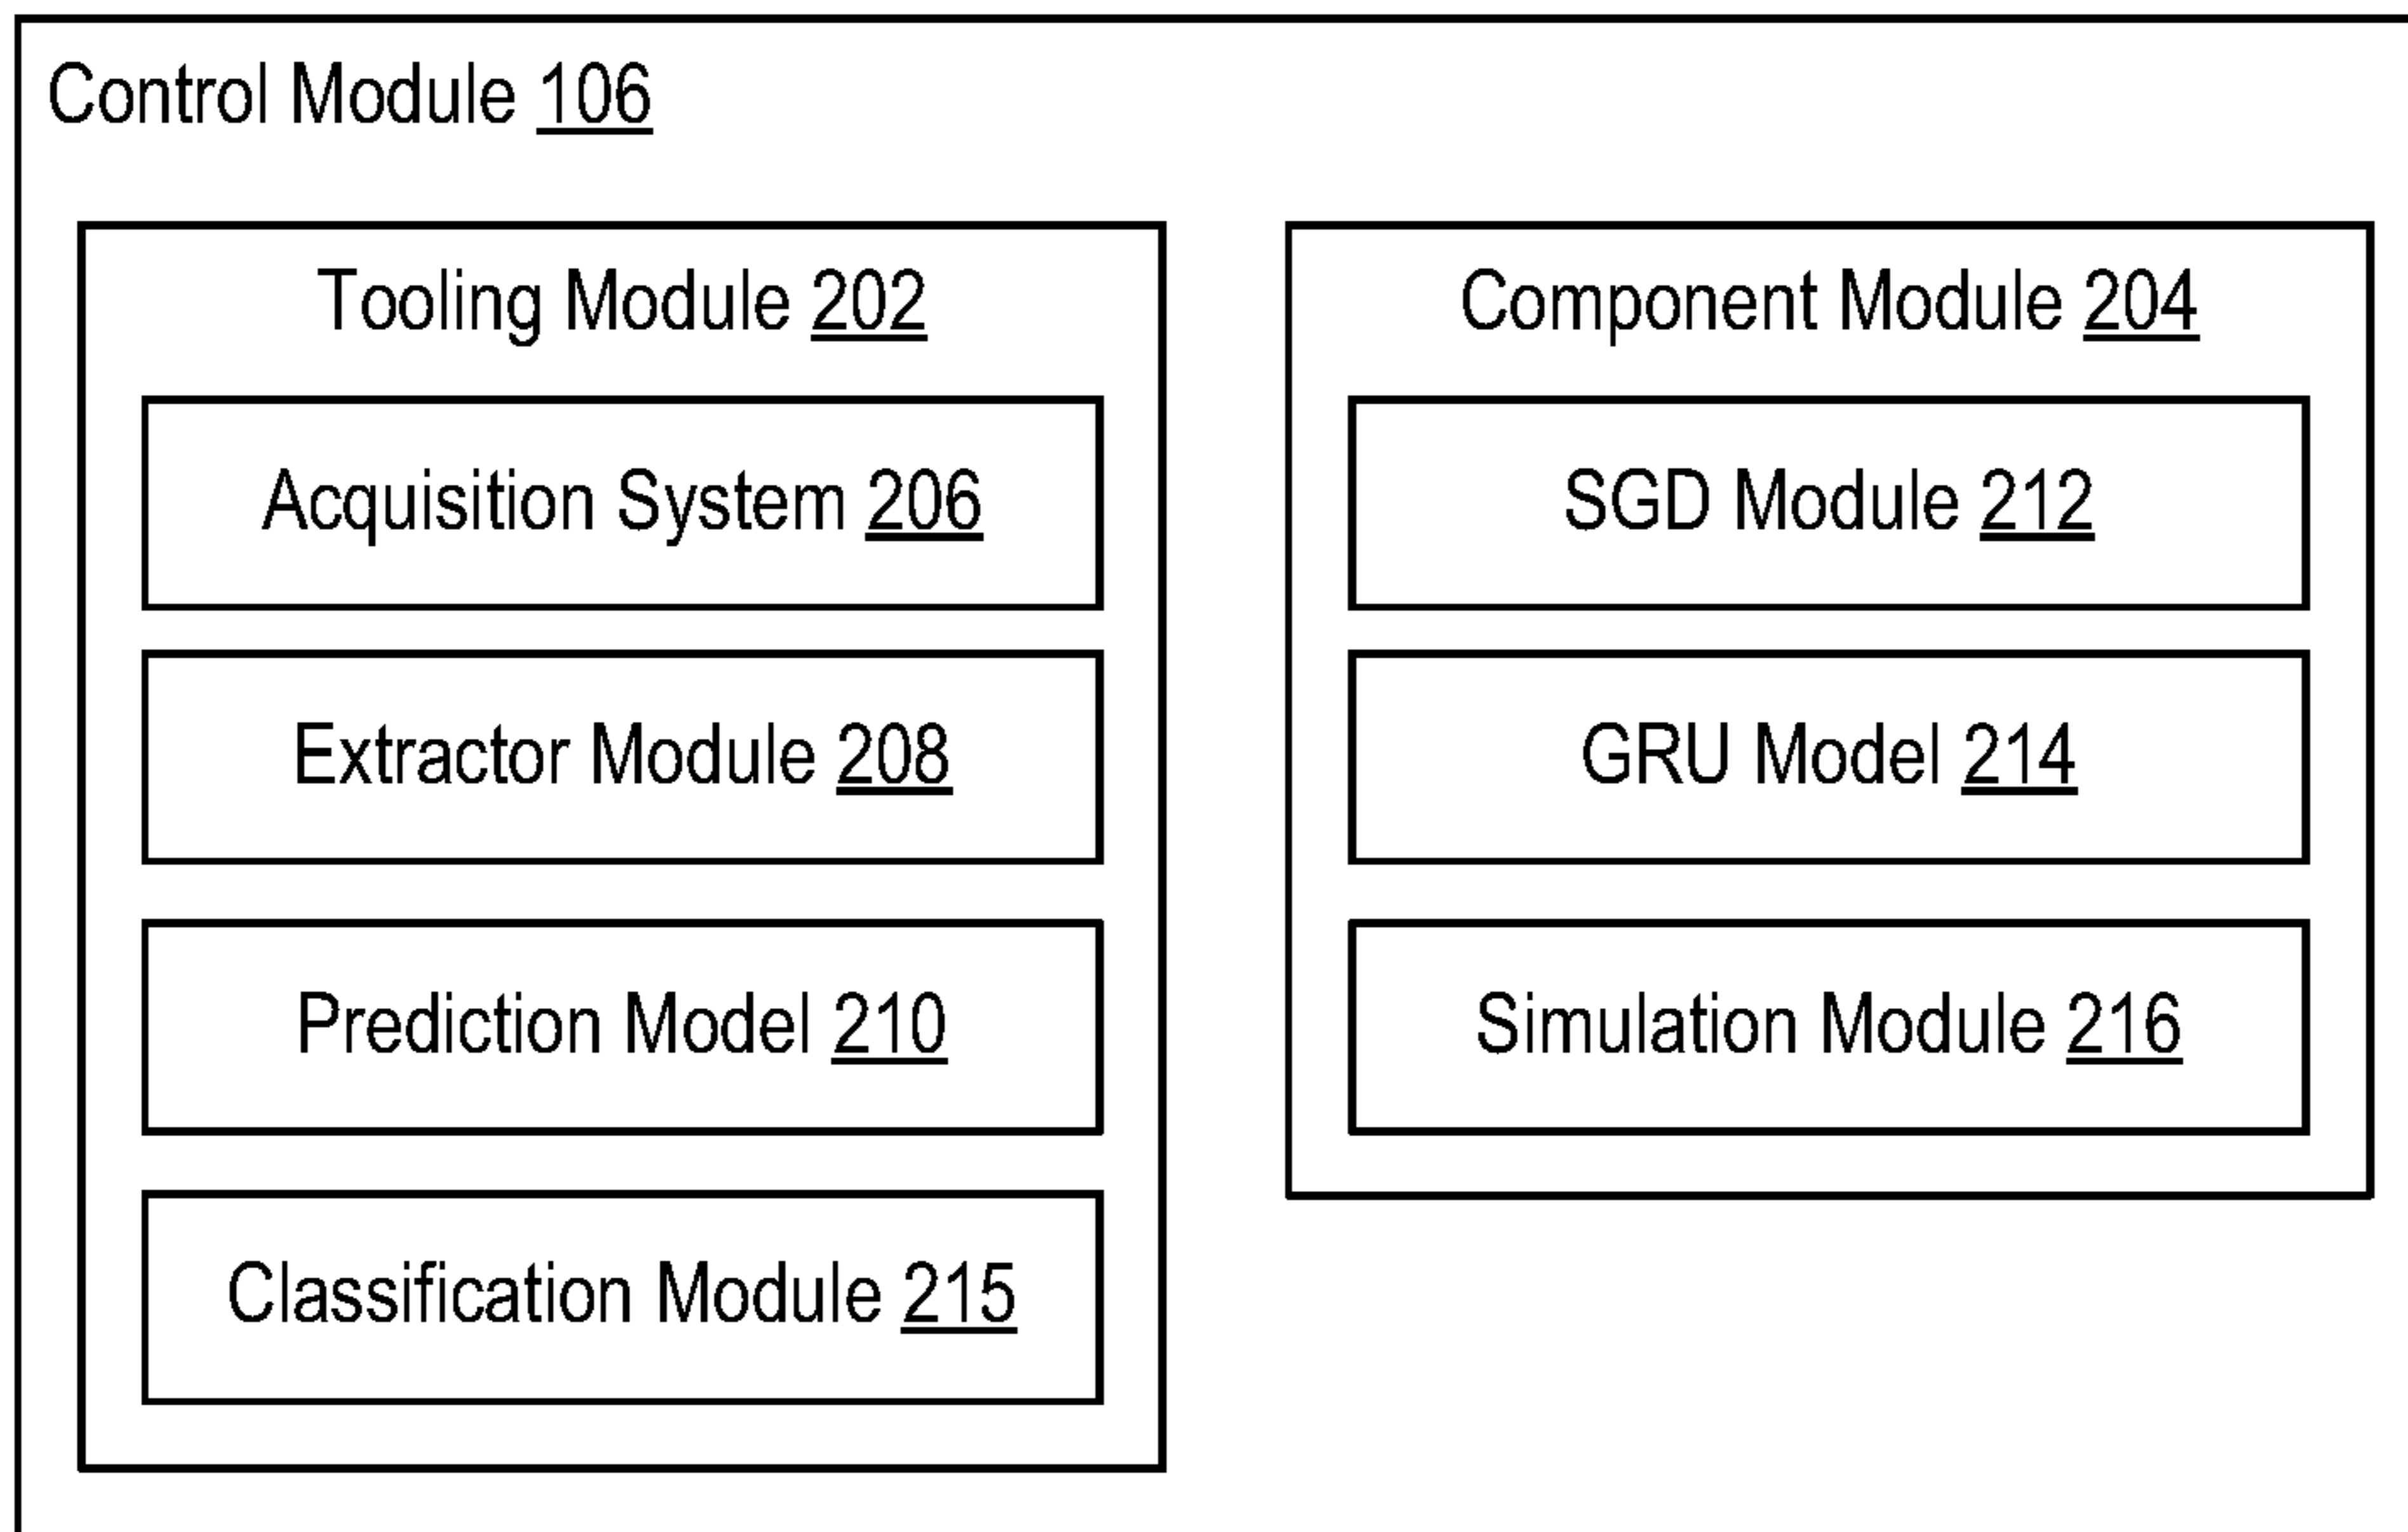 Control Module 106
Tooling Module 202
Acquisition System 206
Extractor Module 208
Prediction Model 210
Classification Module 215
Component Module 204
SGD Module 212
GRU Model 214
Simulation Module 216